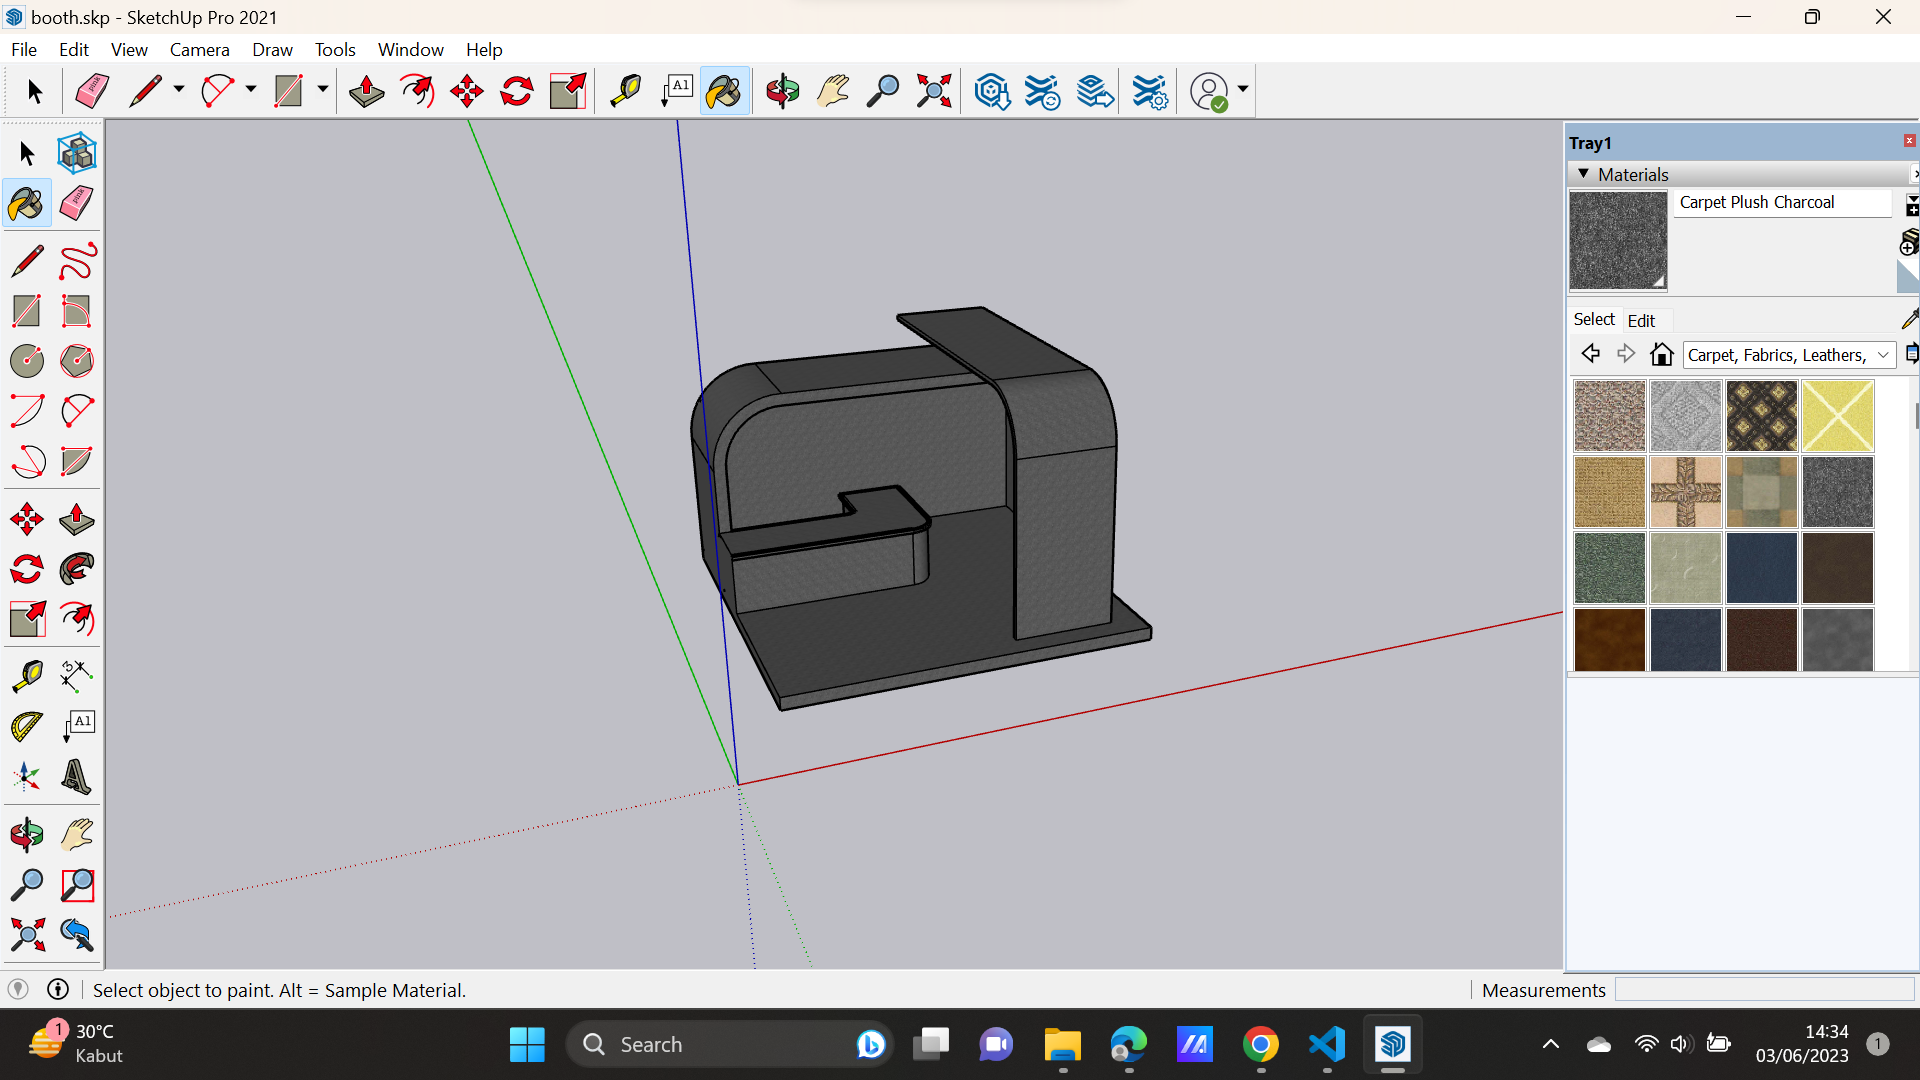 booth.skp - SketchUp Pro 2021
File Edit View Camera Draw Tools Window Help
A1
Tray1
Materials
Carpet Plush Charcoal
Select Edit
Carpet, Fabrics, Leathers,
A1
Select object to paint. Alt = Sample Material.
Measurements
1
30°C
Kabut
Search
14:34
03/06/2023
1